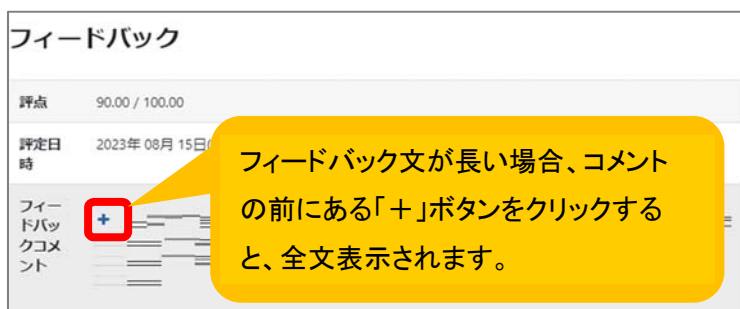 フィードバック
評点 90.00 / 100.00
評定日時 2023年 08月 15日
フィードバック文が長い場合、コメント
の前にある「＋」ボタンをクリックする
と、全文表示されます。
フィー
ドバッ
クコメ
ント
+